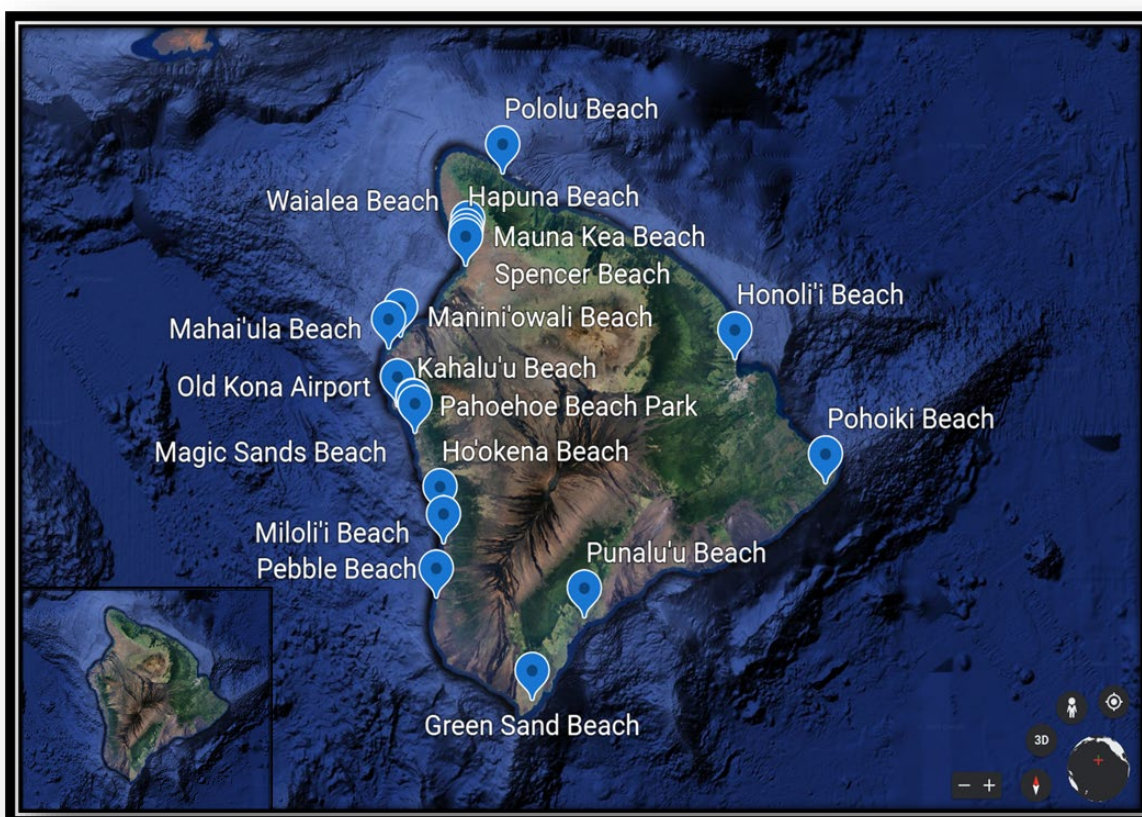 Pololu Beach
Waialea Beach
Hapuna Beach
Mauna Kea Beach
Spencer Beach
Honoli'i Beach
Mahai'ula Beach
Manini'owali Beach
Kahalu'u Beach
Old Kona Airport
Pahoehoe Beach Park
Pohoiki Beach
Magic Sands Beach
Ho'okena Beach
Miloli'i Beach
Punalu'u Beach
Pebble Beach
Green Sand Beach
3D